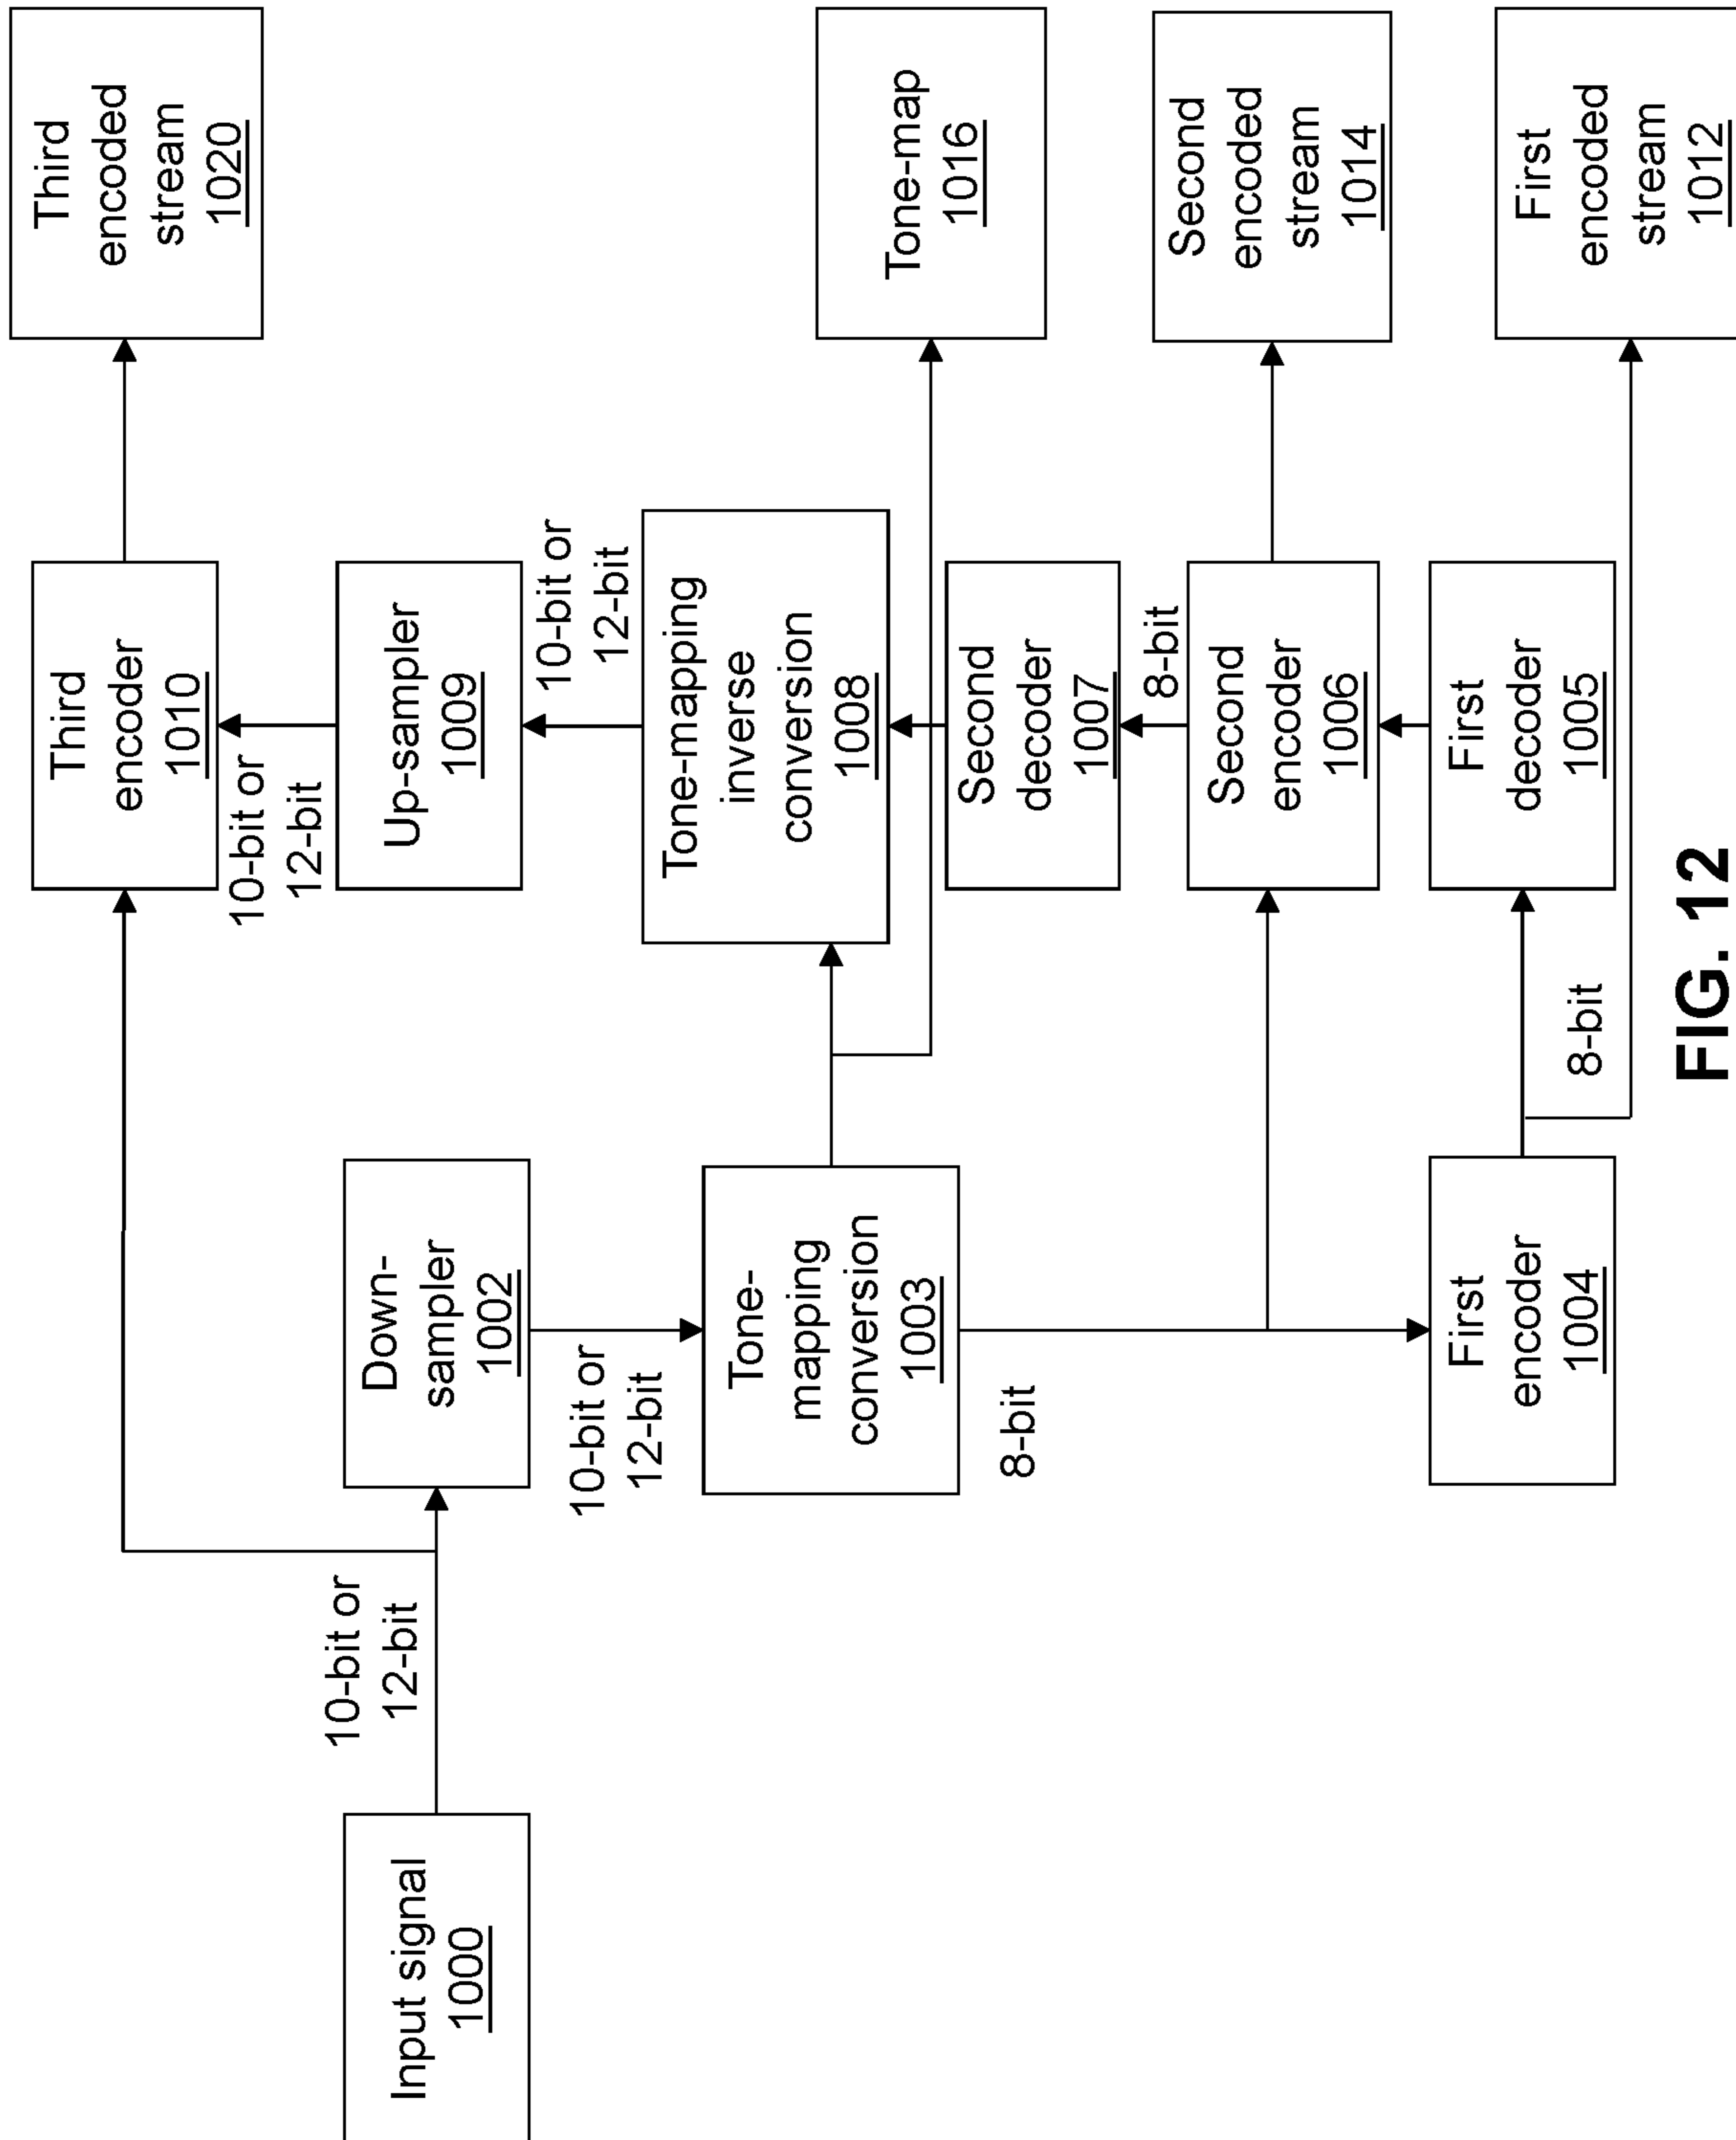 Input signal
1000
10-bit or
12-bit
Down-
sampler
1002
10-bit or
12-bit
Tone-
mapping
conversion
1003
8-bit
First
encoder
1004
8-bit
Third
encoder
1010
10-bit or
12-bit
Up-sampler
1009
10-bit or
12-bit
Tone-mapping
inverse
conversion
1008
Second
decoder
1007
8-bit
Second
encoder
1006
First
decoder
1005
Third
encoded
stream
1020
Tone-map
1016
Second
encoded
stream
1014
First
encoded
stream
1012
FIG. 12